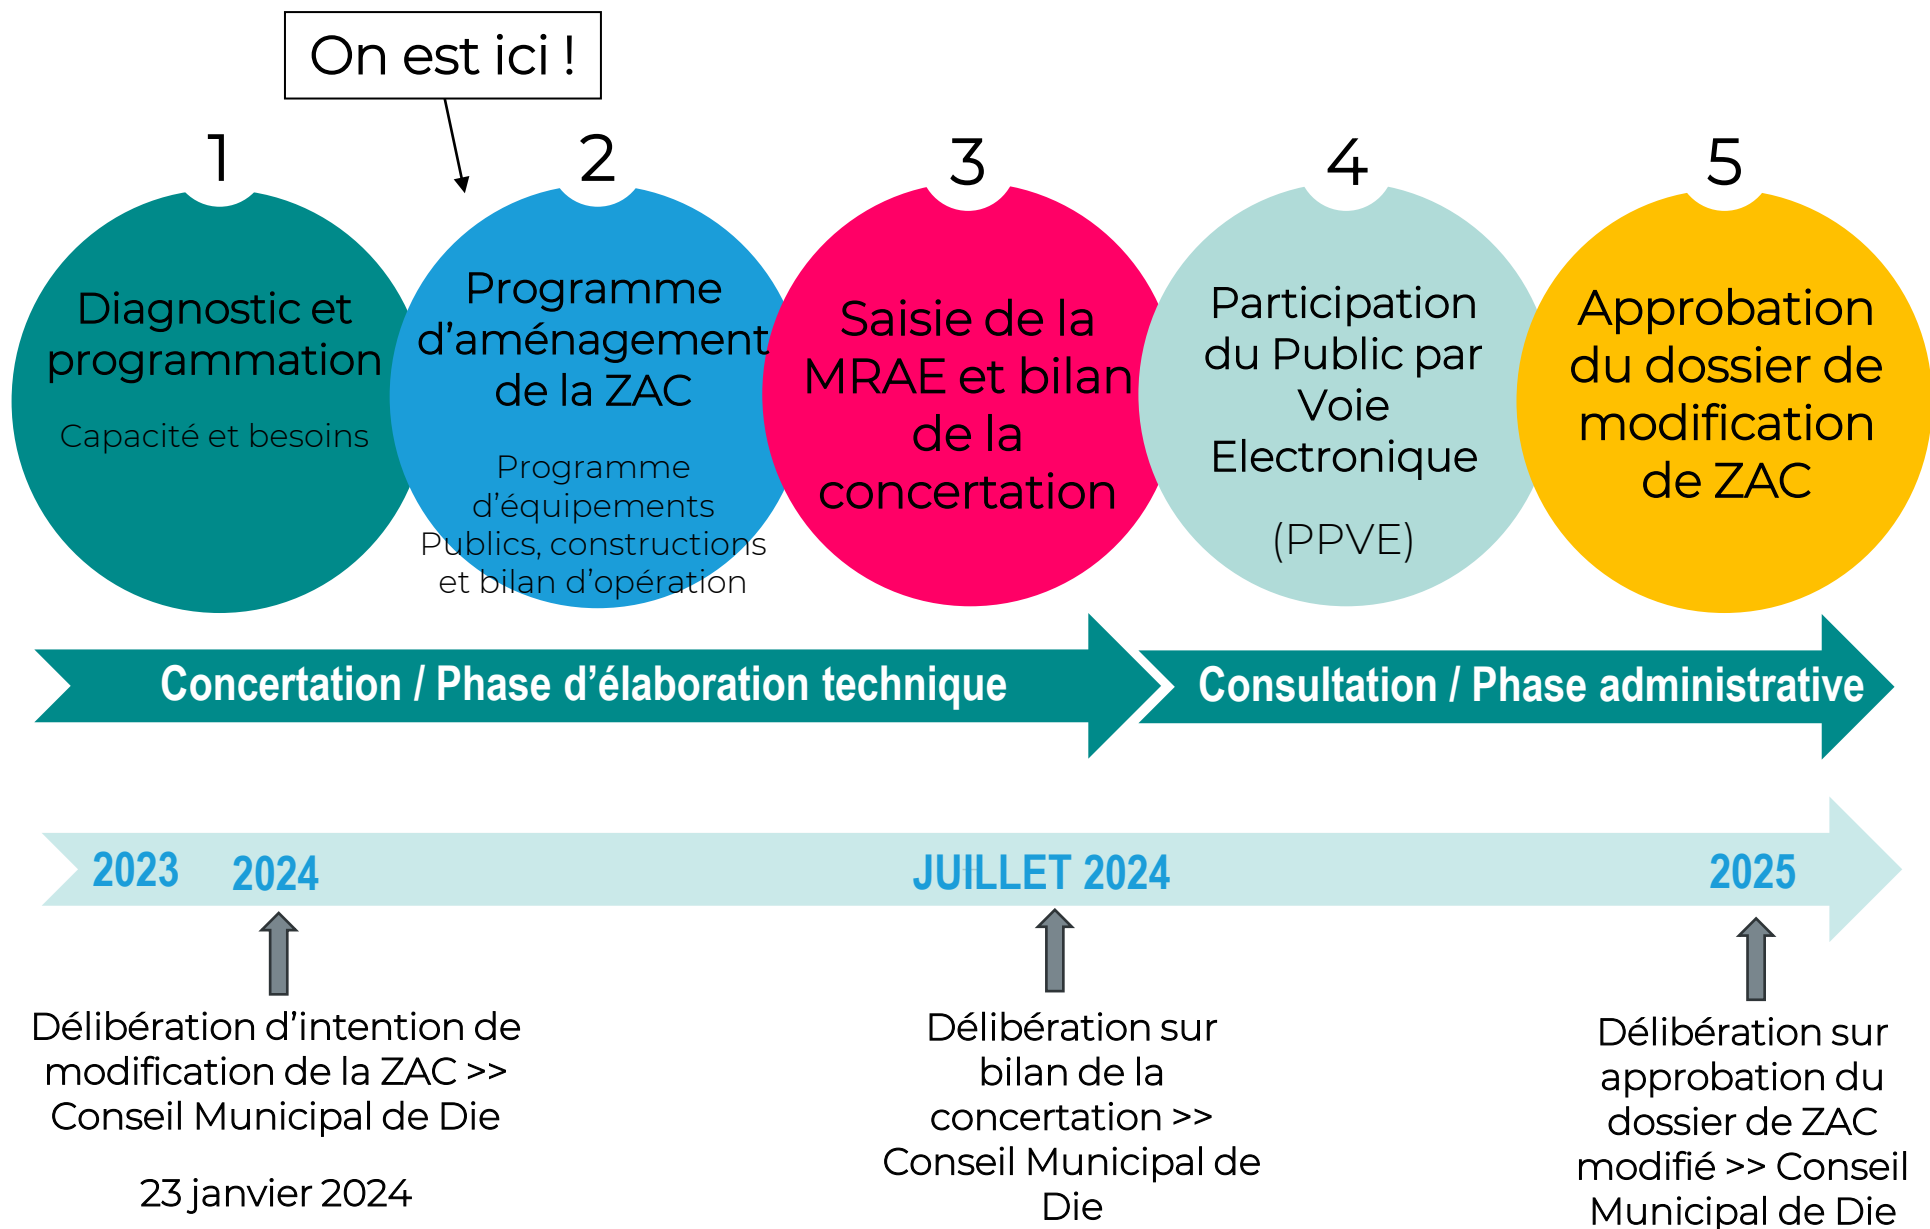 On est ici !
1
2
3
4
5
Diagnostic et
programmation
Capacité et besoins
Programme
d’aménagement
de la ZAC
Programme
d’équipements
Publics, constructions
et bilan d’opération
Saisie de la
MRAE et bilan
de la
concertation
Participation
du Public par
Voie
Electronique
(PPVE)
Approbation
du dossier de
modification
de ZAC
Concertation / Phase d’élaboration technique
Consultation / Phase administrative
2023
2024
JUILLET 2024
2025
Délibération d’intention de
modification de la ZAC >>
Conseil Municipal de Die
23 janvier 2024
Délibération sur
bilan de la
concertation >>
Conseil Municipal de
Die
Délibération sur
approbation du
dossier de ZAC
modifié >> Conseil
Municipal de Die